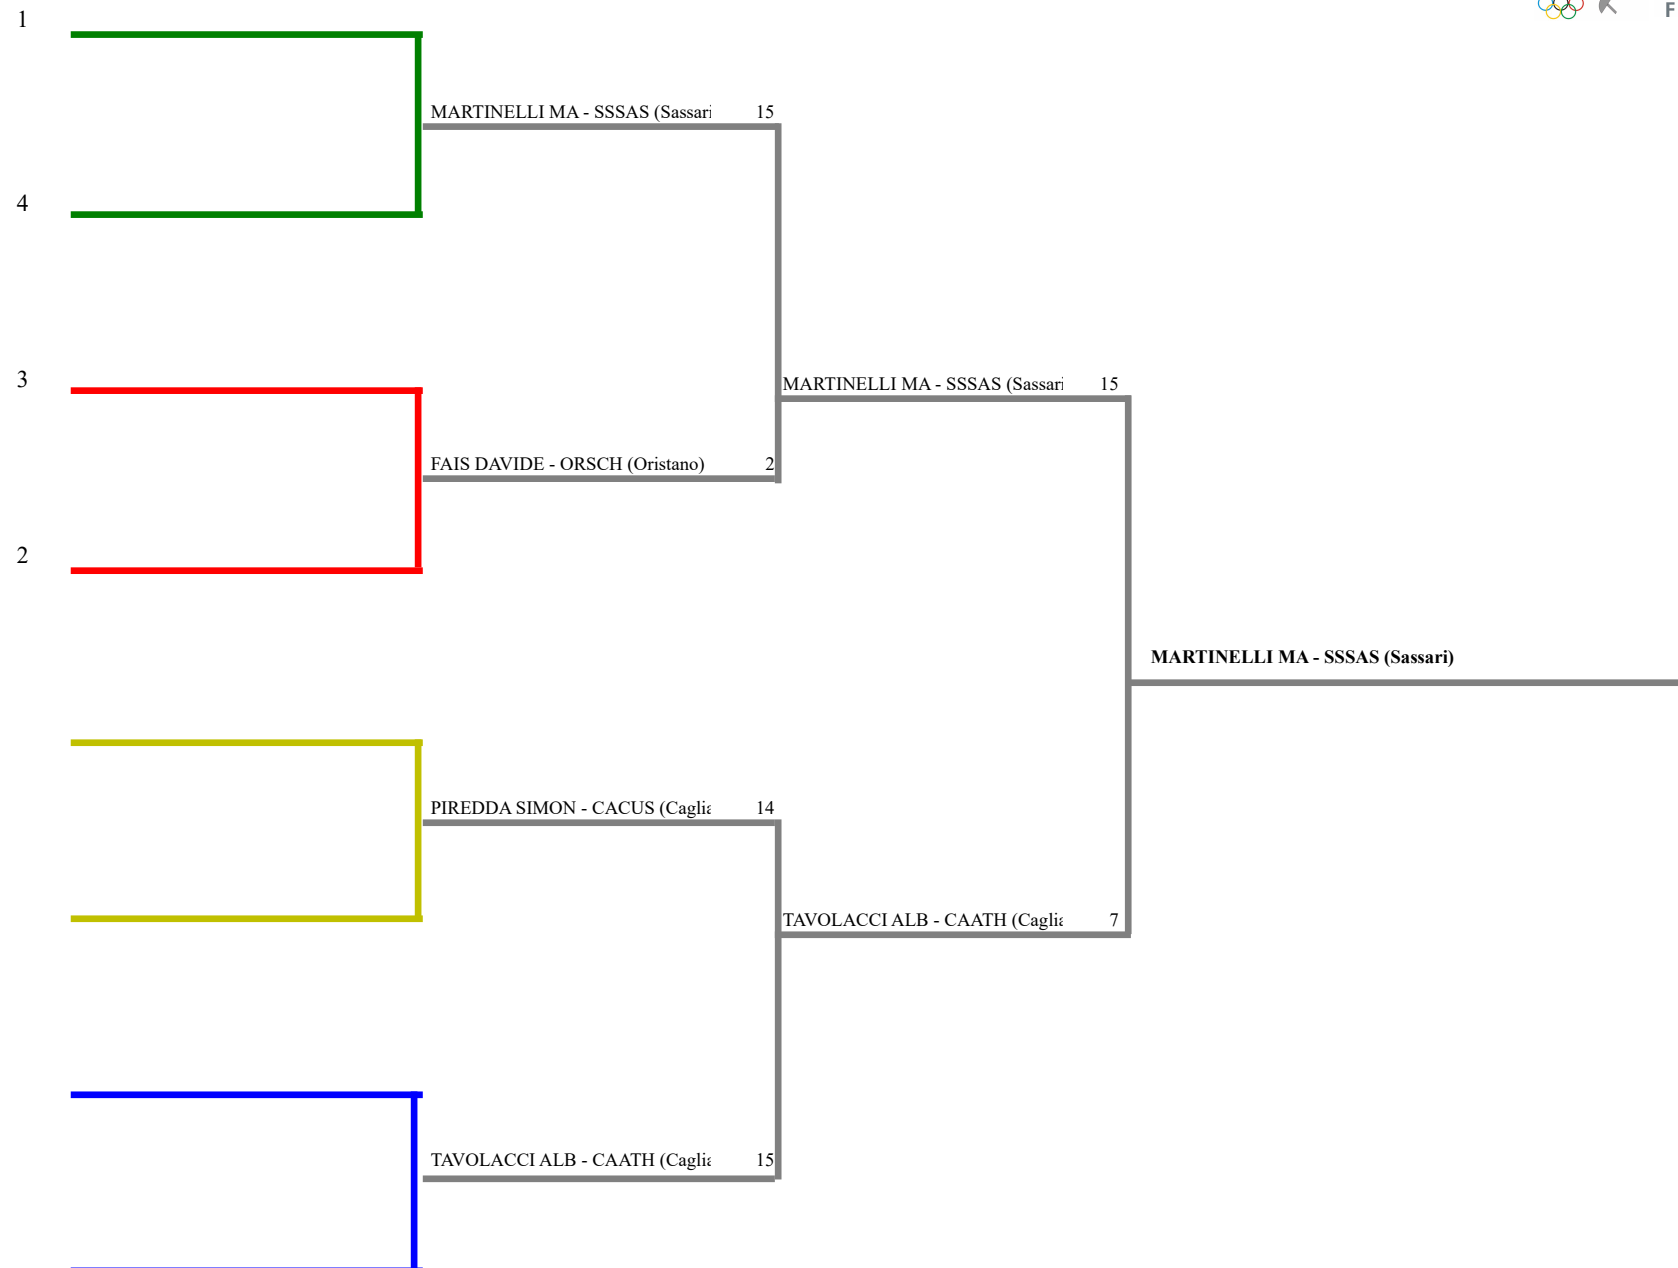 1
F
MARTINELLI MA - SSSAS (Sassari 15
4
3
MARTINELLI MA - SSSAS (Sassari 15
FAIS DAVIDE - ORSCH (Oristano) 2
2
MARTINELLI MA - SSSAS (Sassari)
PIREDDA SIMON - CACUS (Caglia 14
TAVOLACCI ALB - CAATH (Caglia 7
TAVOLACCI ALB - CAATH (Caglia 15